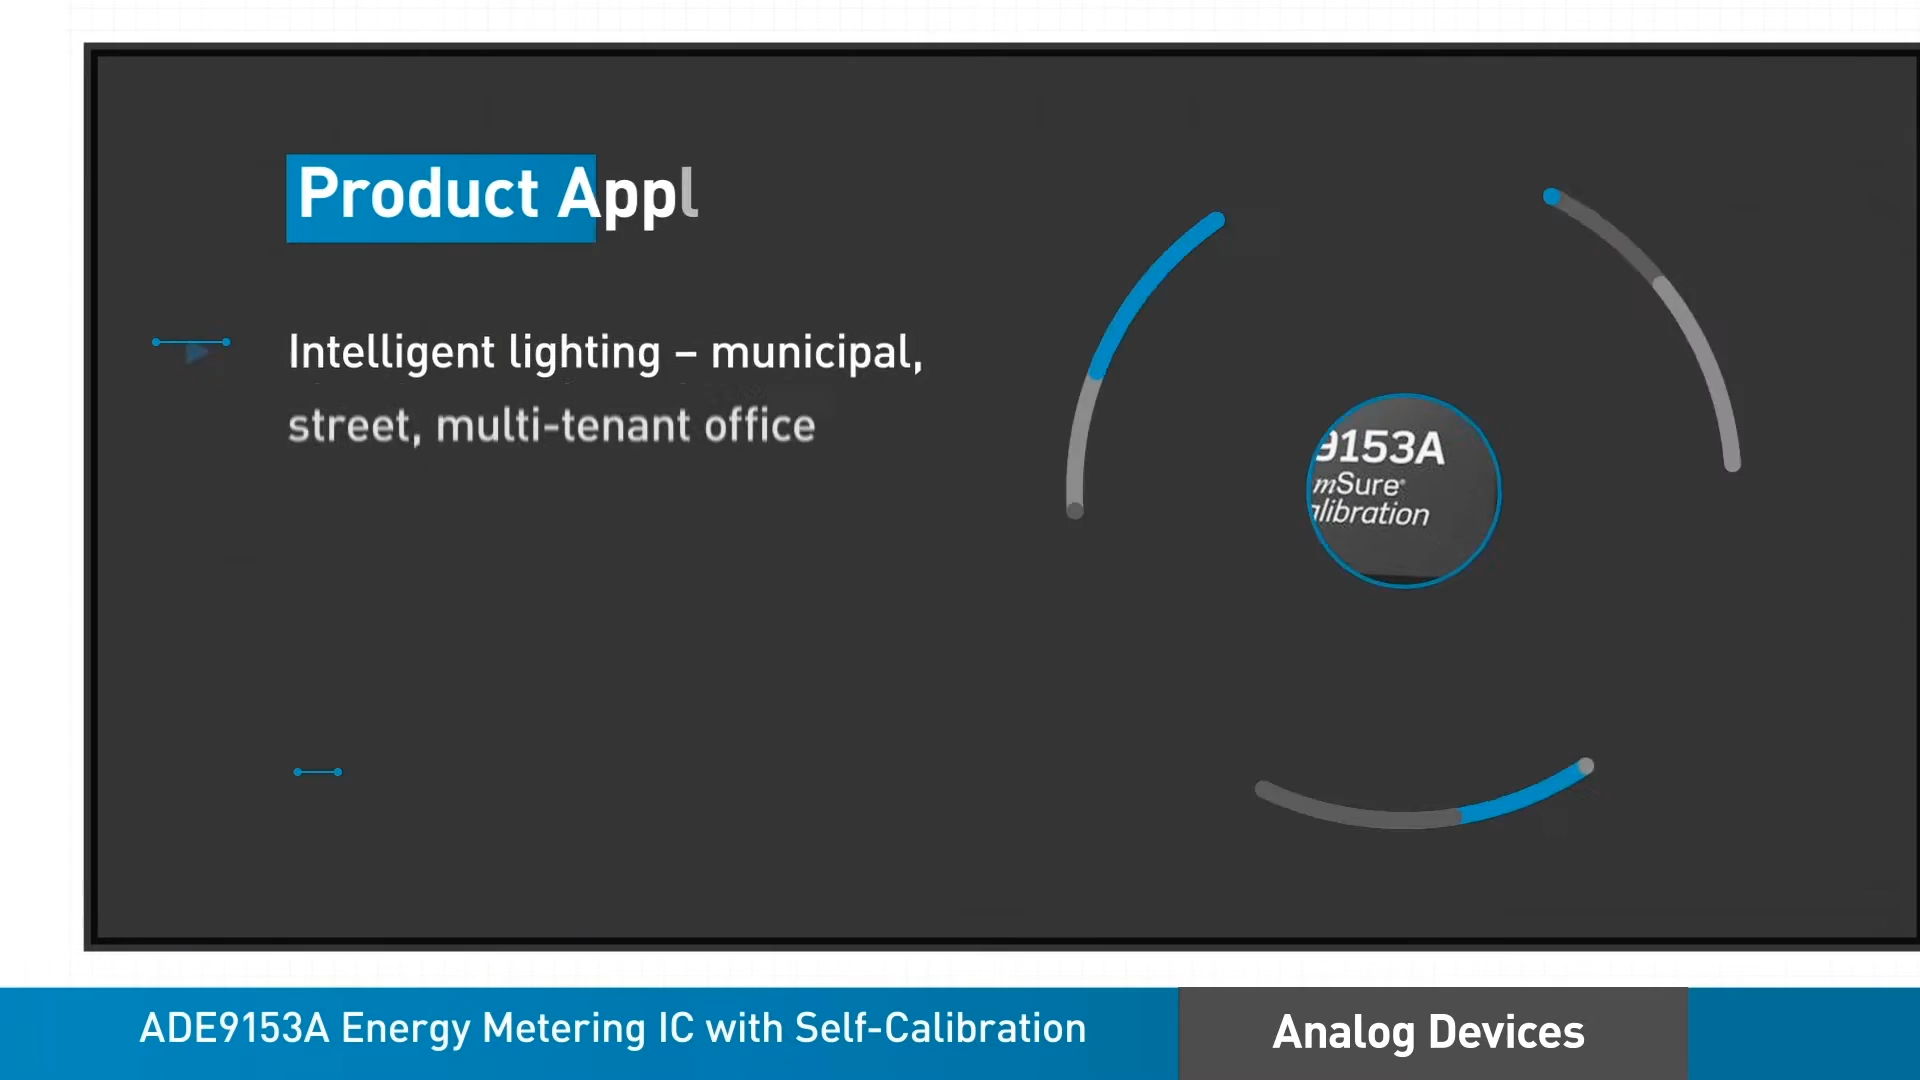 Product Appl
Intelligent lighting – municipal,
street, multi-tenant office
9153A
mSure®
alibration
ADE9153A Energy Metering IC with Self-Calibration
Analog Devices